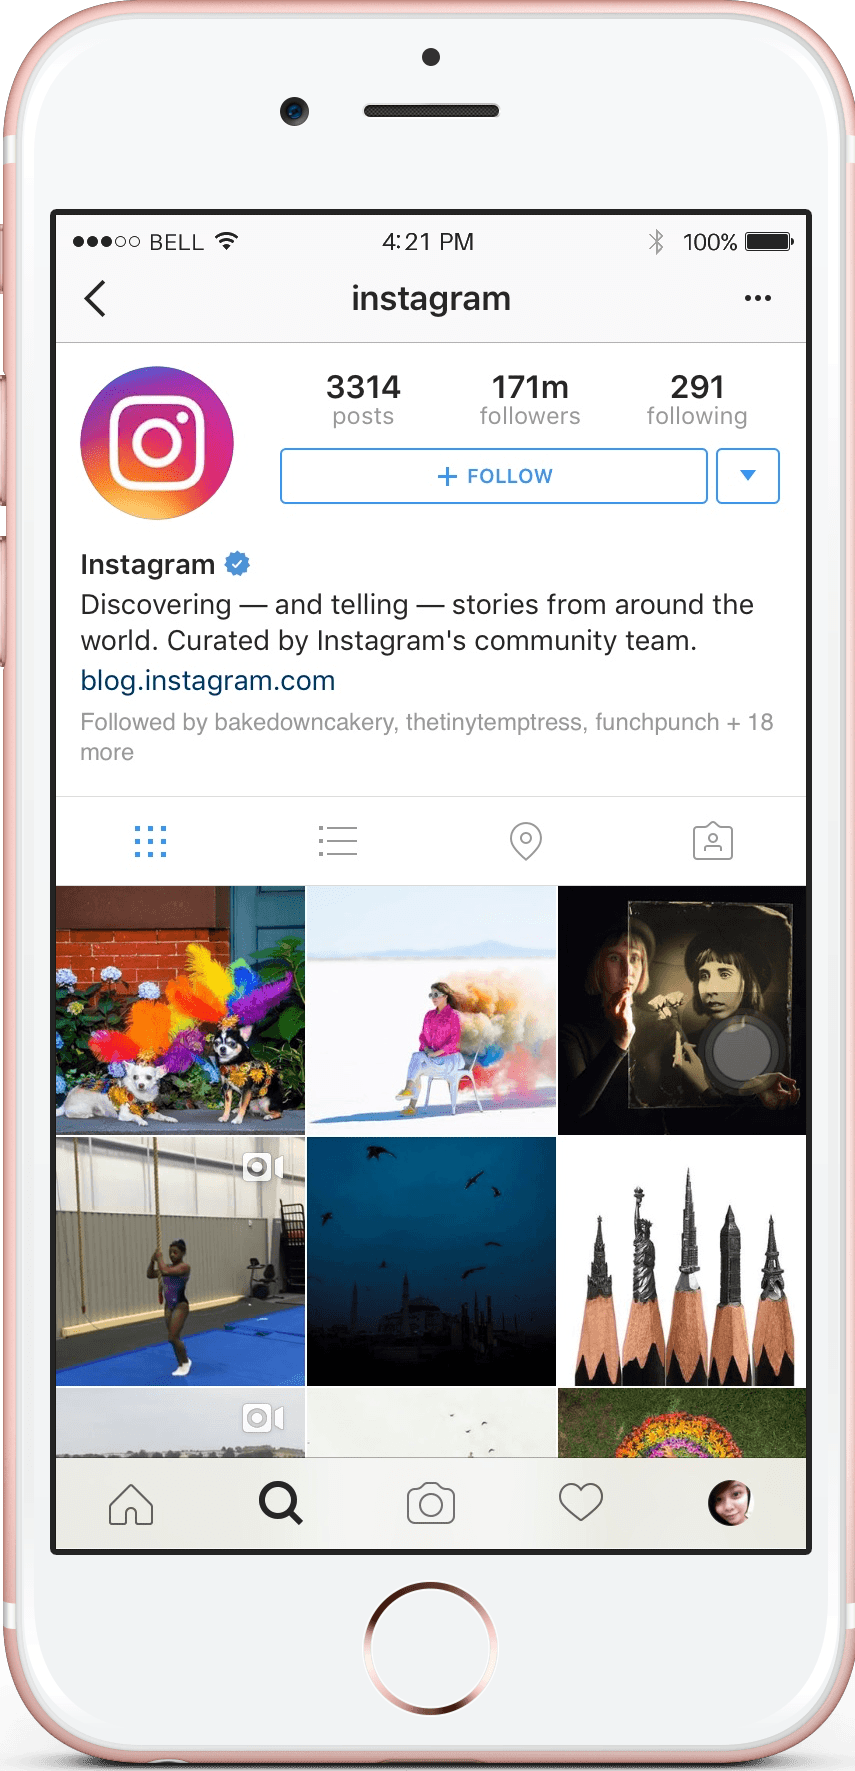 BELL
4:21 PM
100%
instagram
3314 171m 291
posts followers following
+ FOLLOW
Instagram
Discovering — and telling — stories from around the
world. Curated by Instagram's community team.
blog.instagram.com
Followed by bakedowncakery, thetinytemptress, funchpunch + 18
more